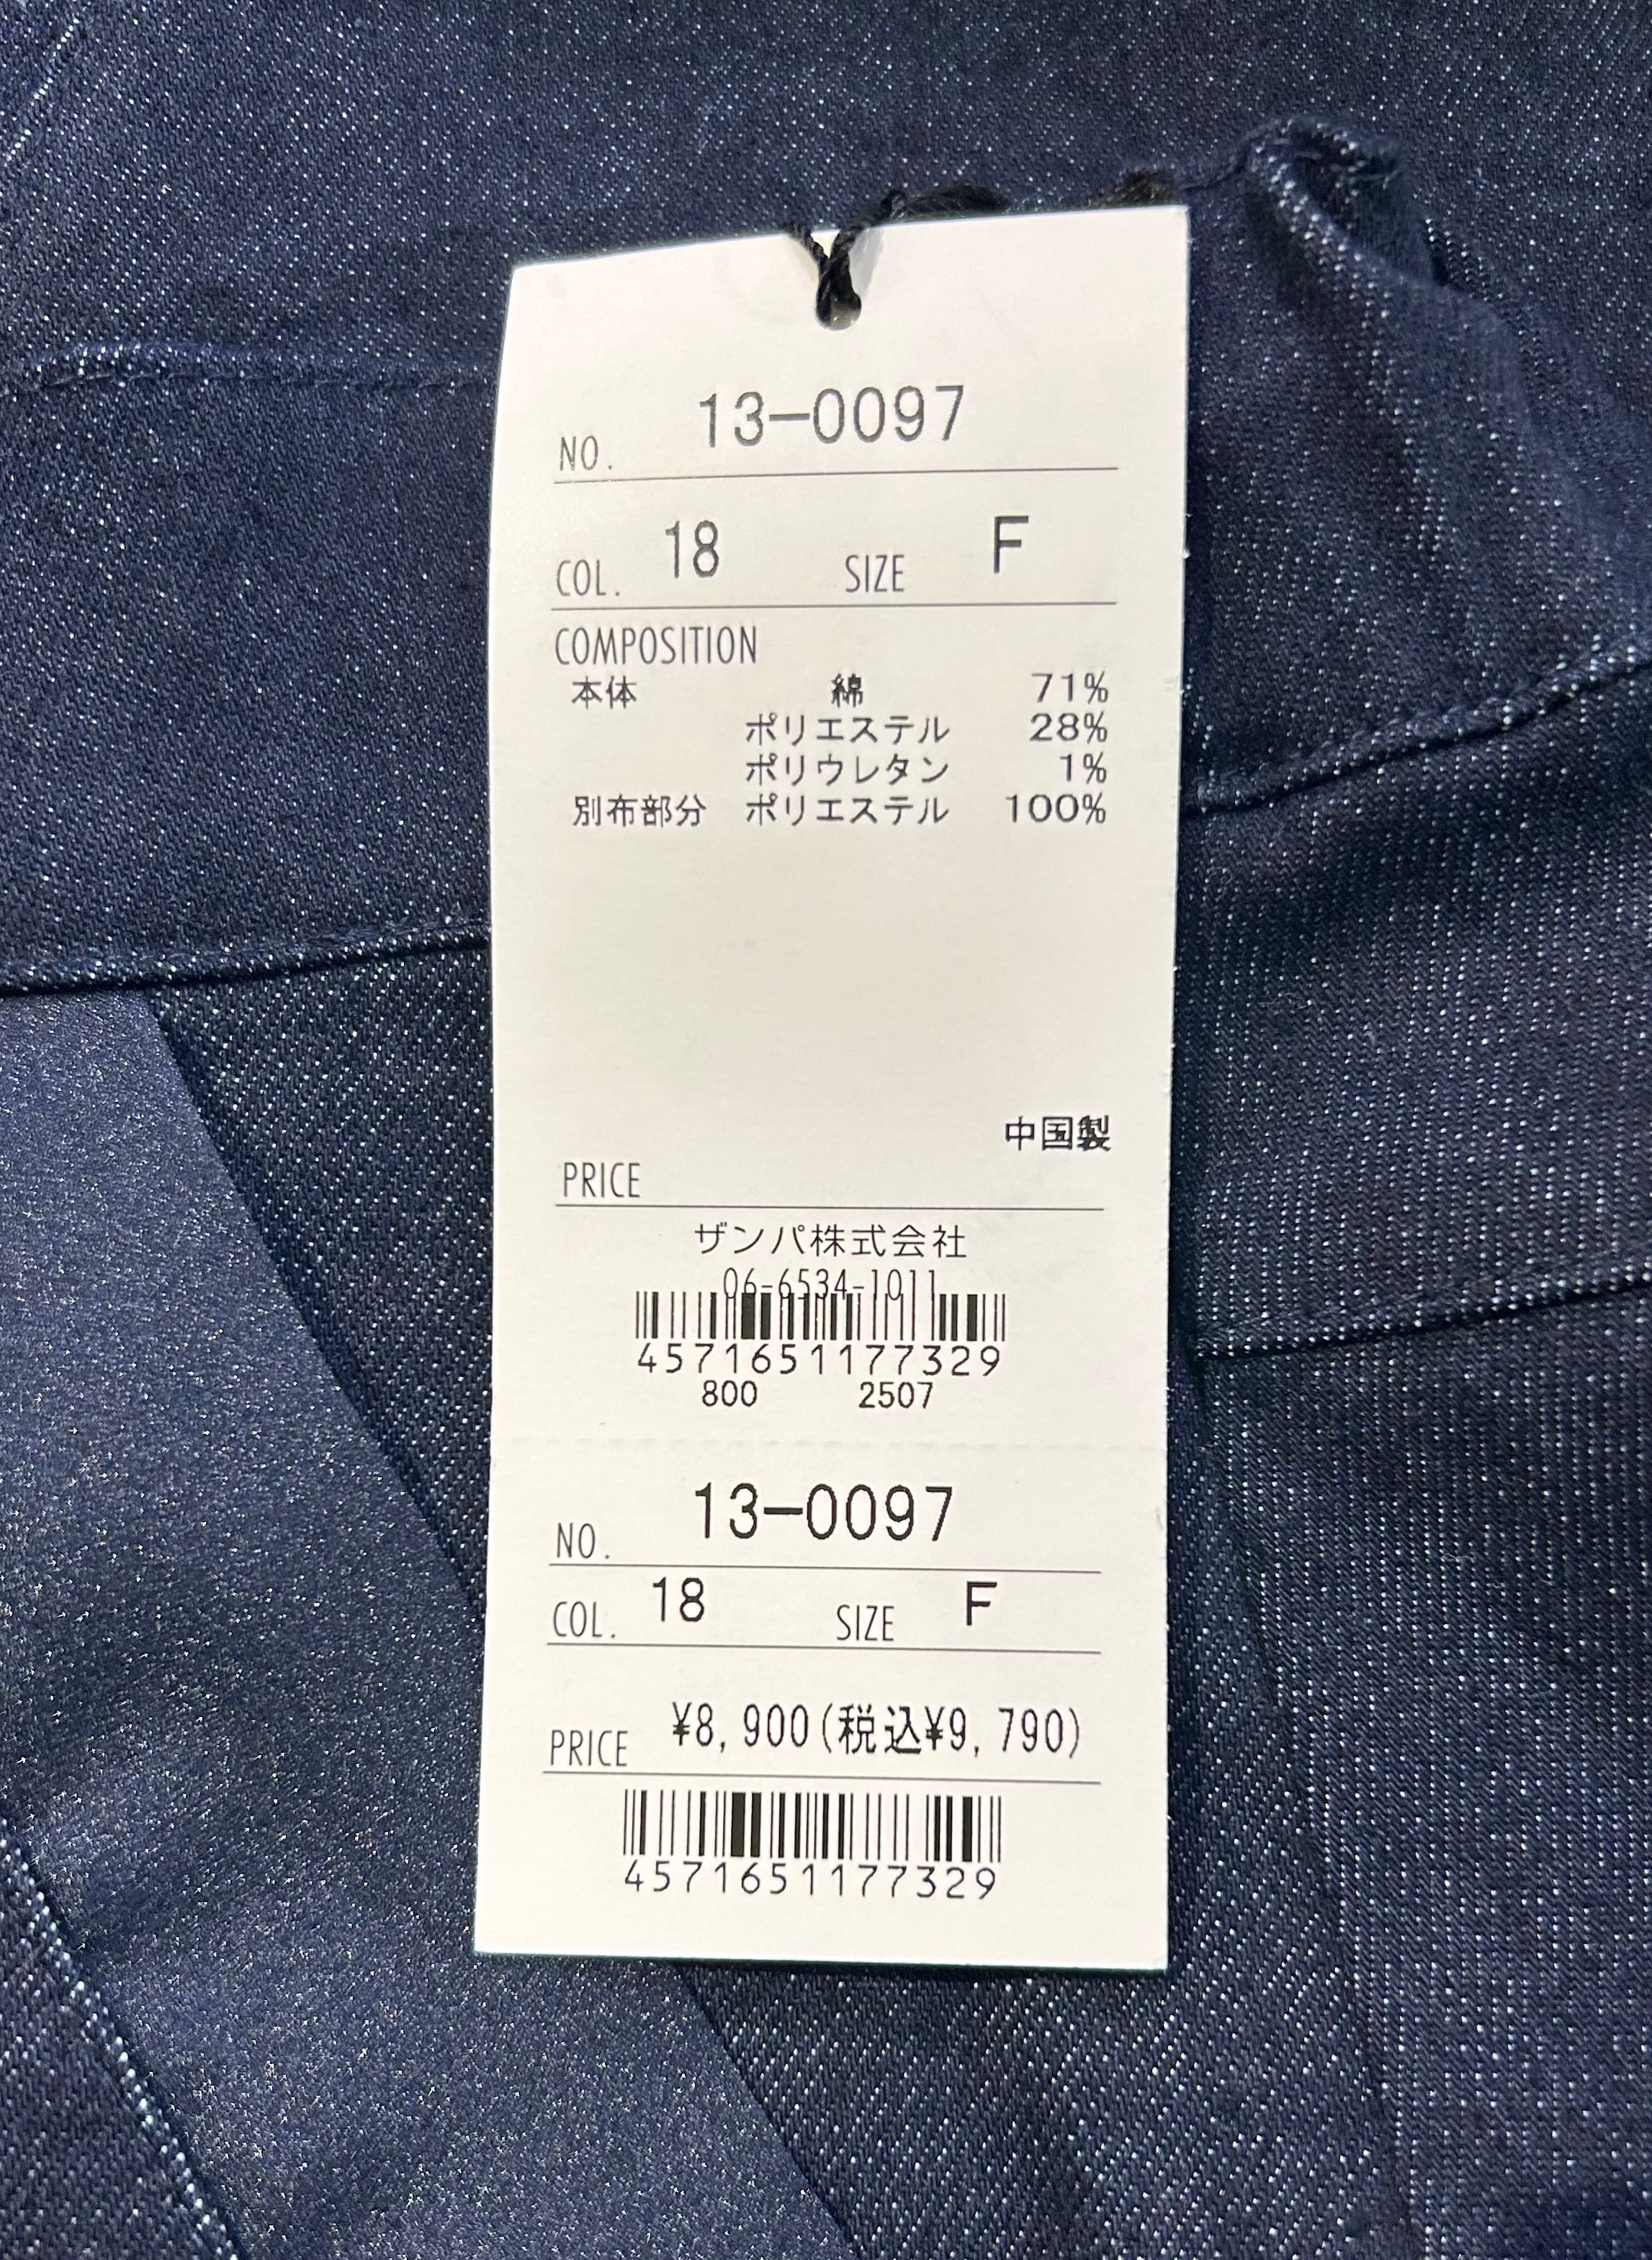 NO. 13-0097
COL. 18 SIZE F
COMPOSITION
本体 綿 71%
ポリエステル 28%
ポリウレタン 1%
別布部分 ポリエステル 100%
中国製
PRICE
ザンパ株式会社
06-6534-1011
4571651177329
800 2507
NO. 13-0097
COL. 18 SIZE F
PRICE ¥8,900(税込¥9,790)
4571651177329